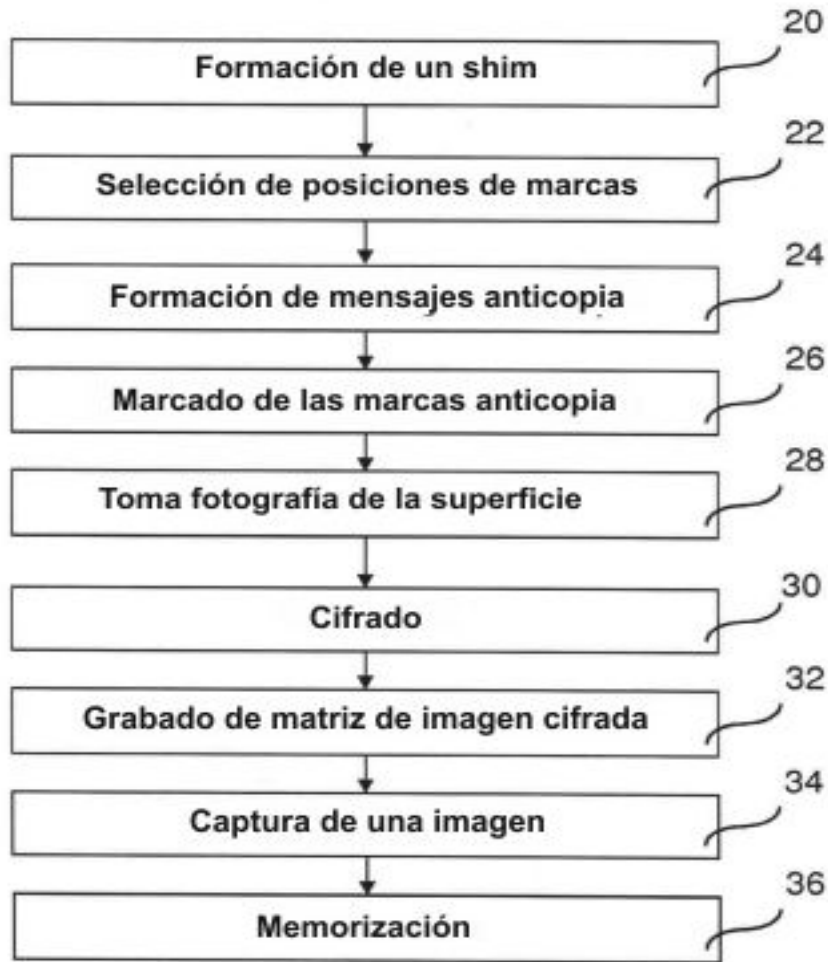 20
Formación de un shim
22
Selección de posiciones de marcas
24
Formación de mensajes anticopia
26
Marcado de las marcas anticopia
28
Toma fotografía de la superficie
30
Cifrado
32
Grabado de matriz de imagen cifrada
34
Captura de una imagen
36
Memorización